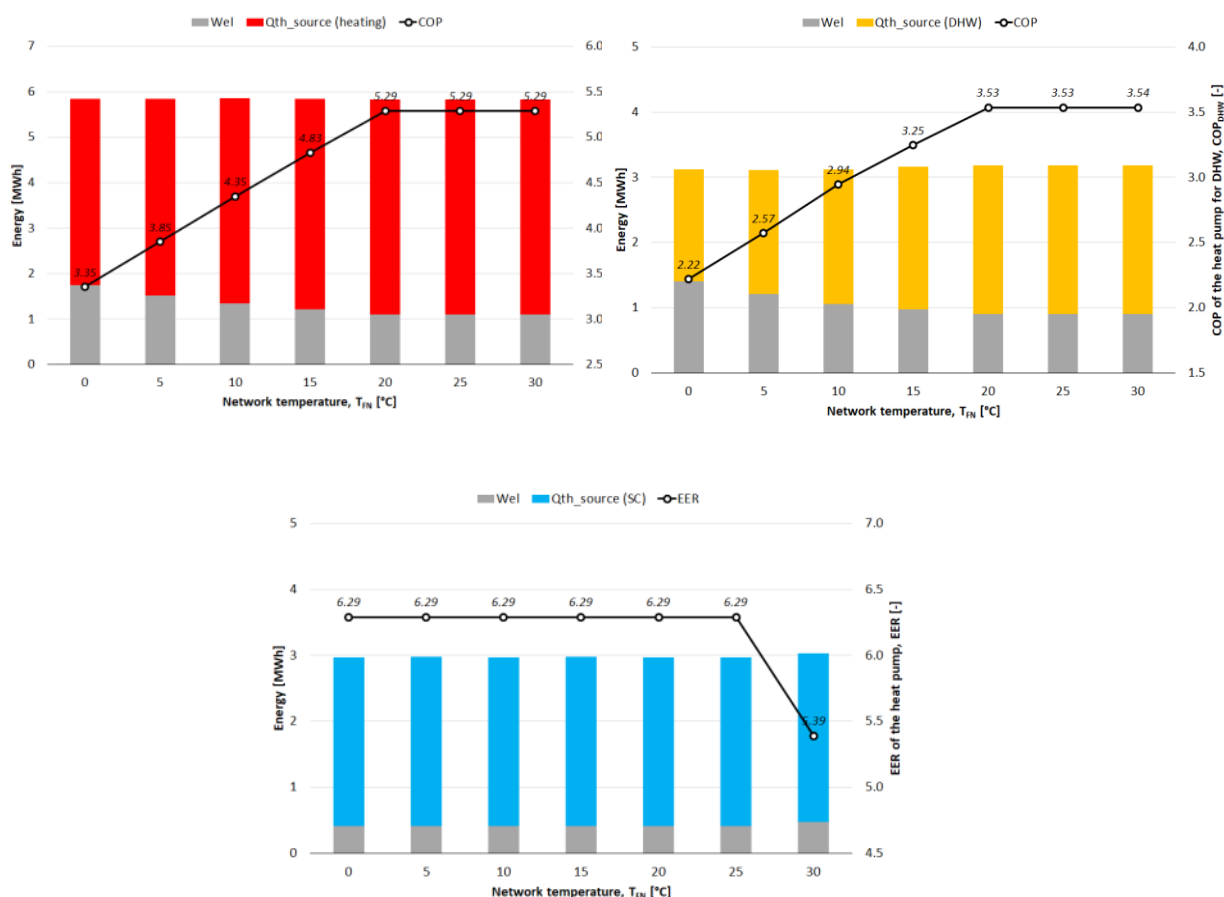 Wel Qth_source (heating) COP
7 6.0
6 5.5
5 5.0
4 4.5
3 4.0
2 3.5
1 3.0
0 2.5
3.35 3.85 4.35 4.83 5.29 5.29 5.29
0 5 10 15 20 25 30
Energy [MWh]
Network temperature, TFN [°C]
Wel Qth_source (DHW) COP
5 4.0
4 3.5
3 3.0
2 2.5
1 2.0
0 1.5
2.22 2.57 2.94 3.25 3.53 3.53 3.54
0 5 10 15 20 25 30
Energy [MWh]
COP of the heat pump for DHW, COPDHW [-]
Network temperature, TFN [°C]
Wel Qth_source (SC) EER
5 7.0
4 6.5
3 6.0
2 5.5
1 5.0
0 4.5
6.29 6.29 6.29 6.29 6.29 6.29 5.39
0 5 10 15 20 25 30
Energy [MWh]
EER of the heat pump, EER [-]
Network temperature, TFN [°C]